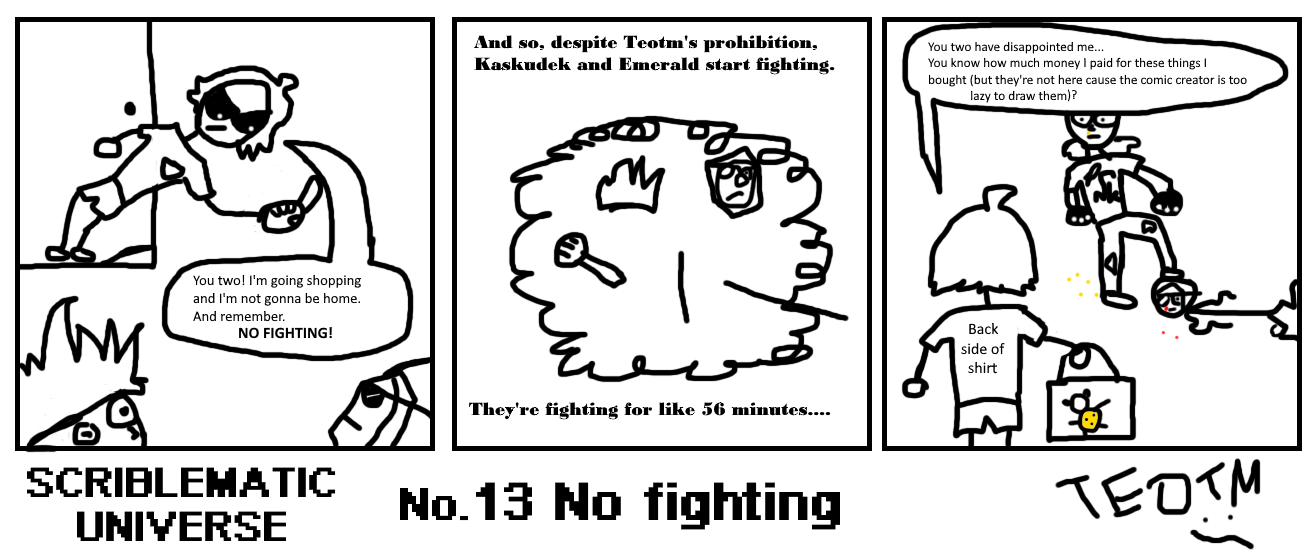 You two! I'm going shopping
and I'm not gonna be home.
And remember.
NO FIGHTING!
And so, despite Teotm's prohibition,
Kaskudek and Emerald start fighting.
They're fighting for like 56 minutes....
You two have disappointed me...
You know how much money I paid for these things I
bought (but they're not here cause the comic creator is too
lazy to draw them)?
Back
side of
shirt
SCRIBLEMATIC
UNIVERSE
No.13 No fighting
TEOTM